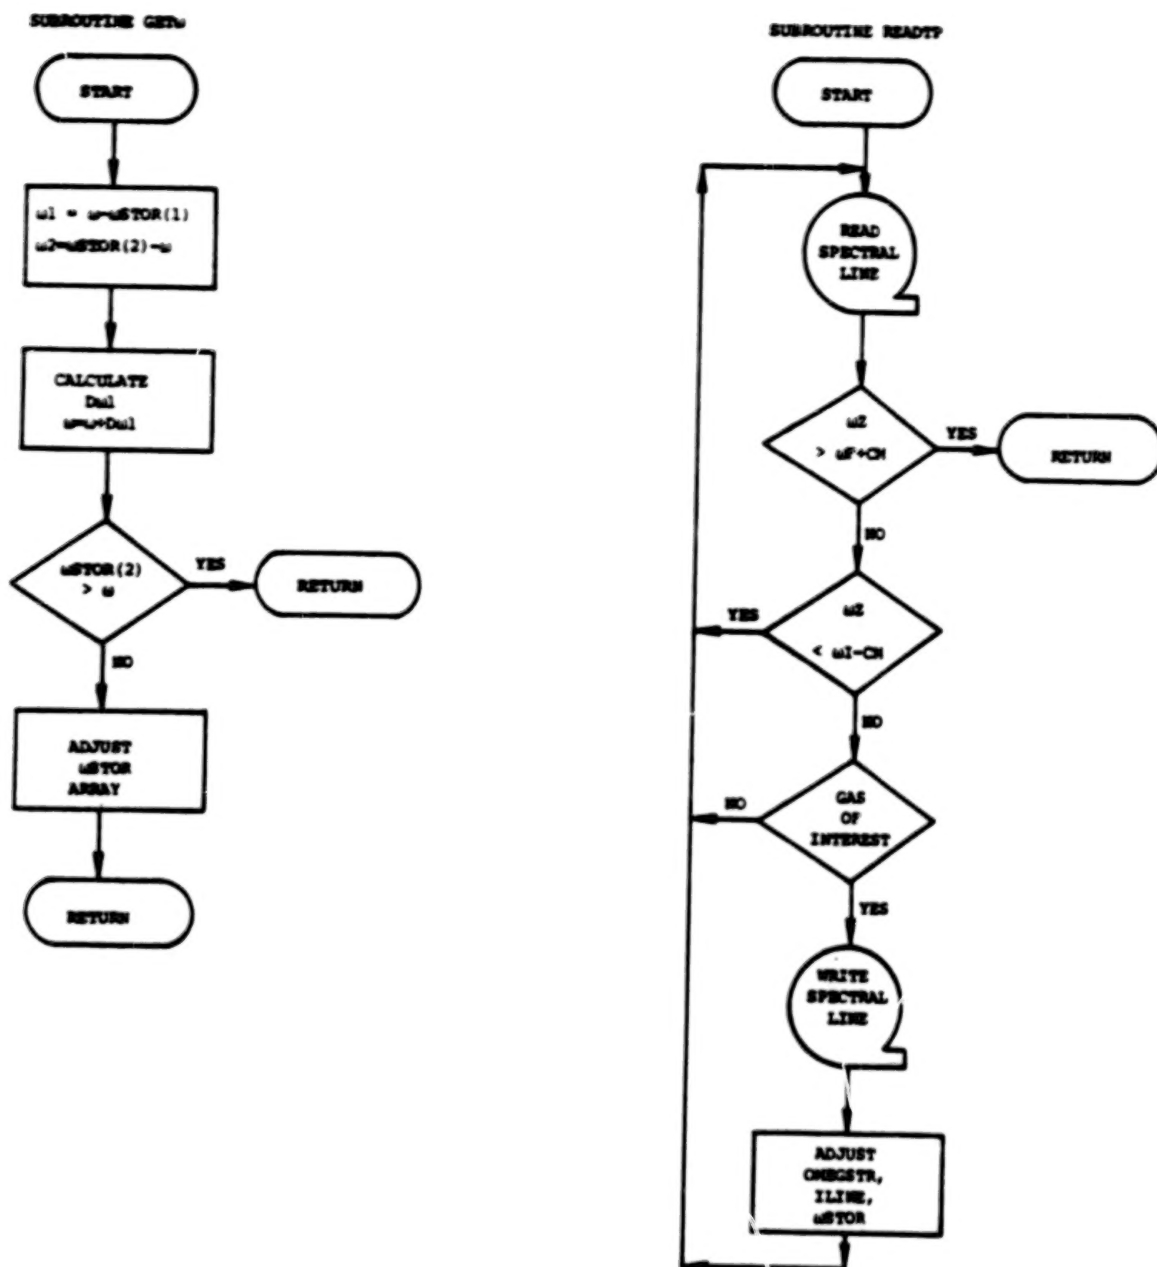 SUBROUTINE GETω
START
ω1 = ω-ωSTOR(1)
ω2=ωSTOR(2)-ω
CALCULATE
Dω1
ω=ω+Dω1
ωSTOR(2)
> ω
YES
RETURN
NO
ADJUST
ωSTOR
ARRAY
RETURN
SUBROUTINE READTP
START
READ
SPECTRAL
LINE
ωZ
> ωF+CM
YES
RETURN
NO
ωZ
< ωI-CM
YES
NO
GAS
OF
INTEREST
NO
YES
WRITE
SPECTRAL
LINE
ADJUST
OMEGSTR,
ILINE,
ωSTOR